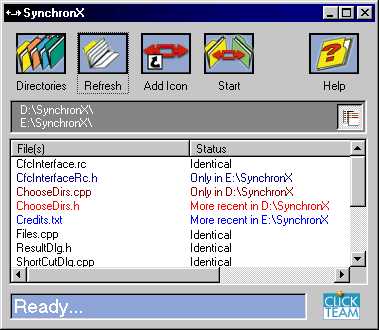 SynchronX
Directories Refresh Add Icon Start Help
D:\SynchronX\
E:\SynchronX\
File(s) Status
CfcInterface.rc Identical
CfcInterfaceRc.h Only in E:\SynchronX
ChooseDirs.cpp Only in D:\SynchronX
ChooseDirs.h More recent in D:\SynchronX
Credits.txt More recent in E:\SynchronX
Files.cpp Identical
ResultDlg.h Identical
ShortCutDlg.cpp Identical
Ready...
CLICK
TEAM